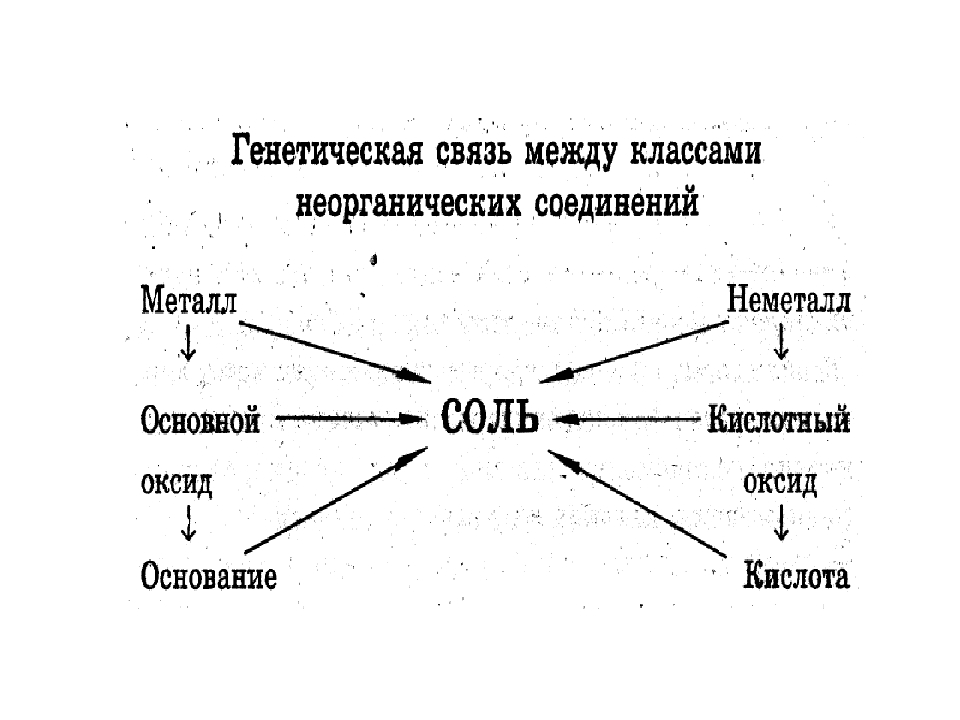 Генетическая связь между классами
неорганических соединений
Металл
Неметалл
Основной
СОЛЬ
Кислотный
оксид
оксид
Основание
Кислота